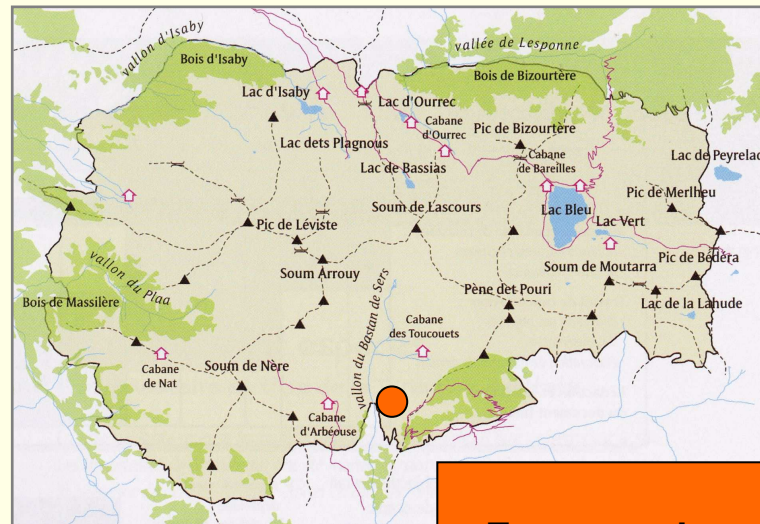 vallon d'Isaby
vallée de Lesponne
Bois d'Isaby
Bois de Bizourtère
Lac d'Isaby
Lac d'Ourrec
Cabane
d'Ourrec
Pic de Bizourtère
Lac dets Plagnous
Lac de Bassias
Cabane
de Bareilles
Lac de Peyrelade
Pic de Merlheu
Soum de Lascours
Lac Bleu
Lac Vert
Pic de Léviste
vallon du Plaa
Soum Arrouy
Soum de Moutarra
Pic de Bédéra
Bois de Massilère
Pène det Pouri
Lac de la Lahude
vallon du Bastan de Sers
Cabane
des Toucouets
Cabane
de Nat
Soum de Nère
Cabane
d'Arbéouse